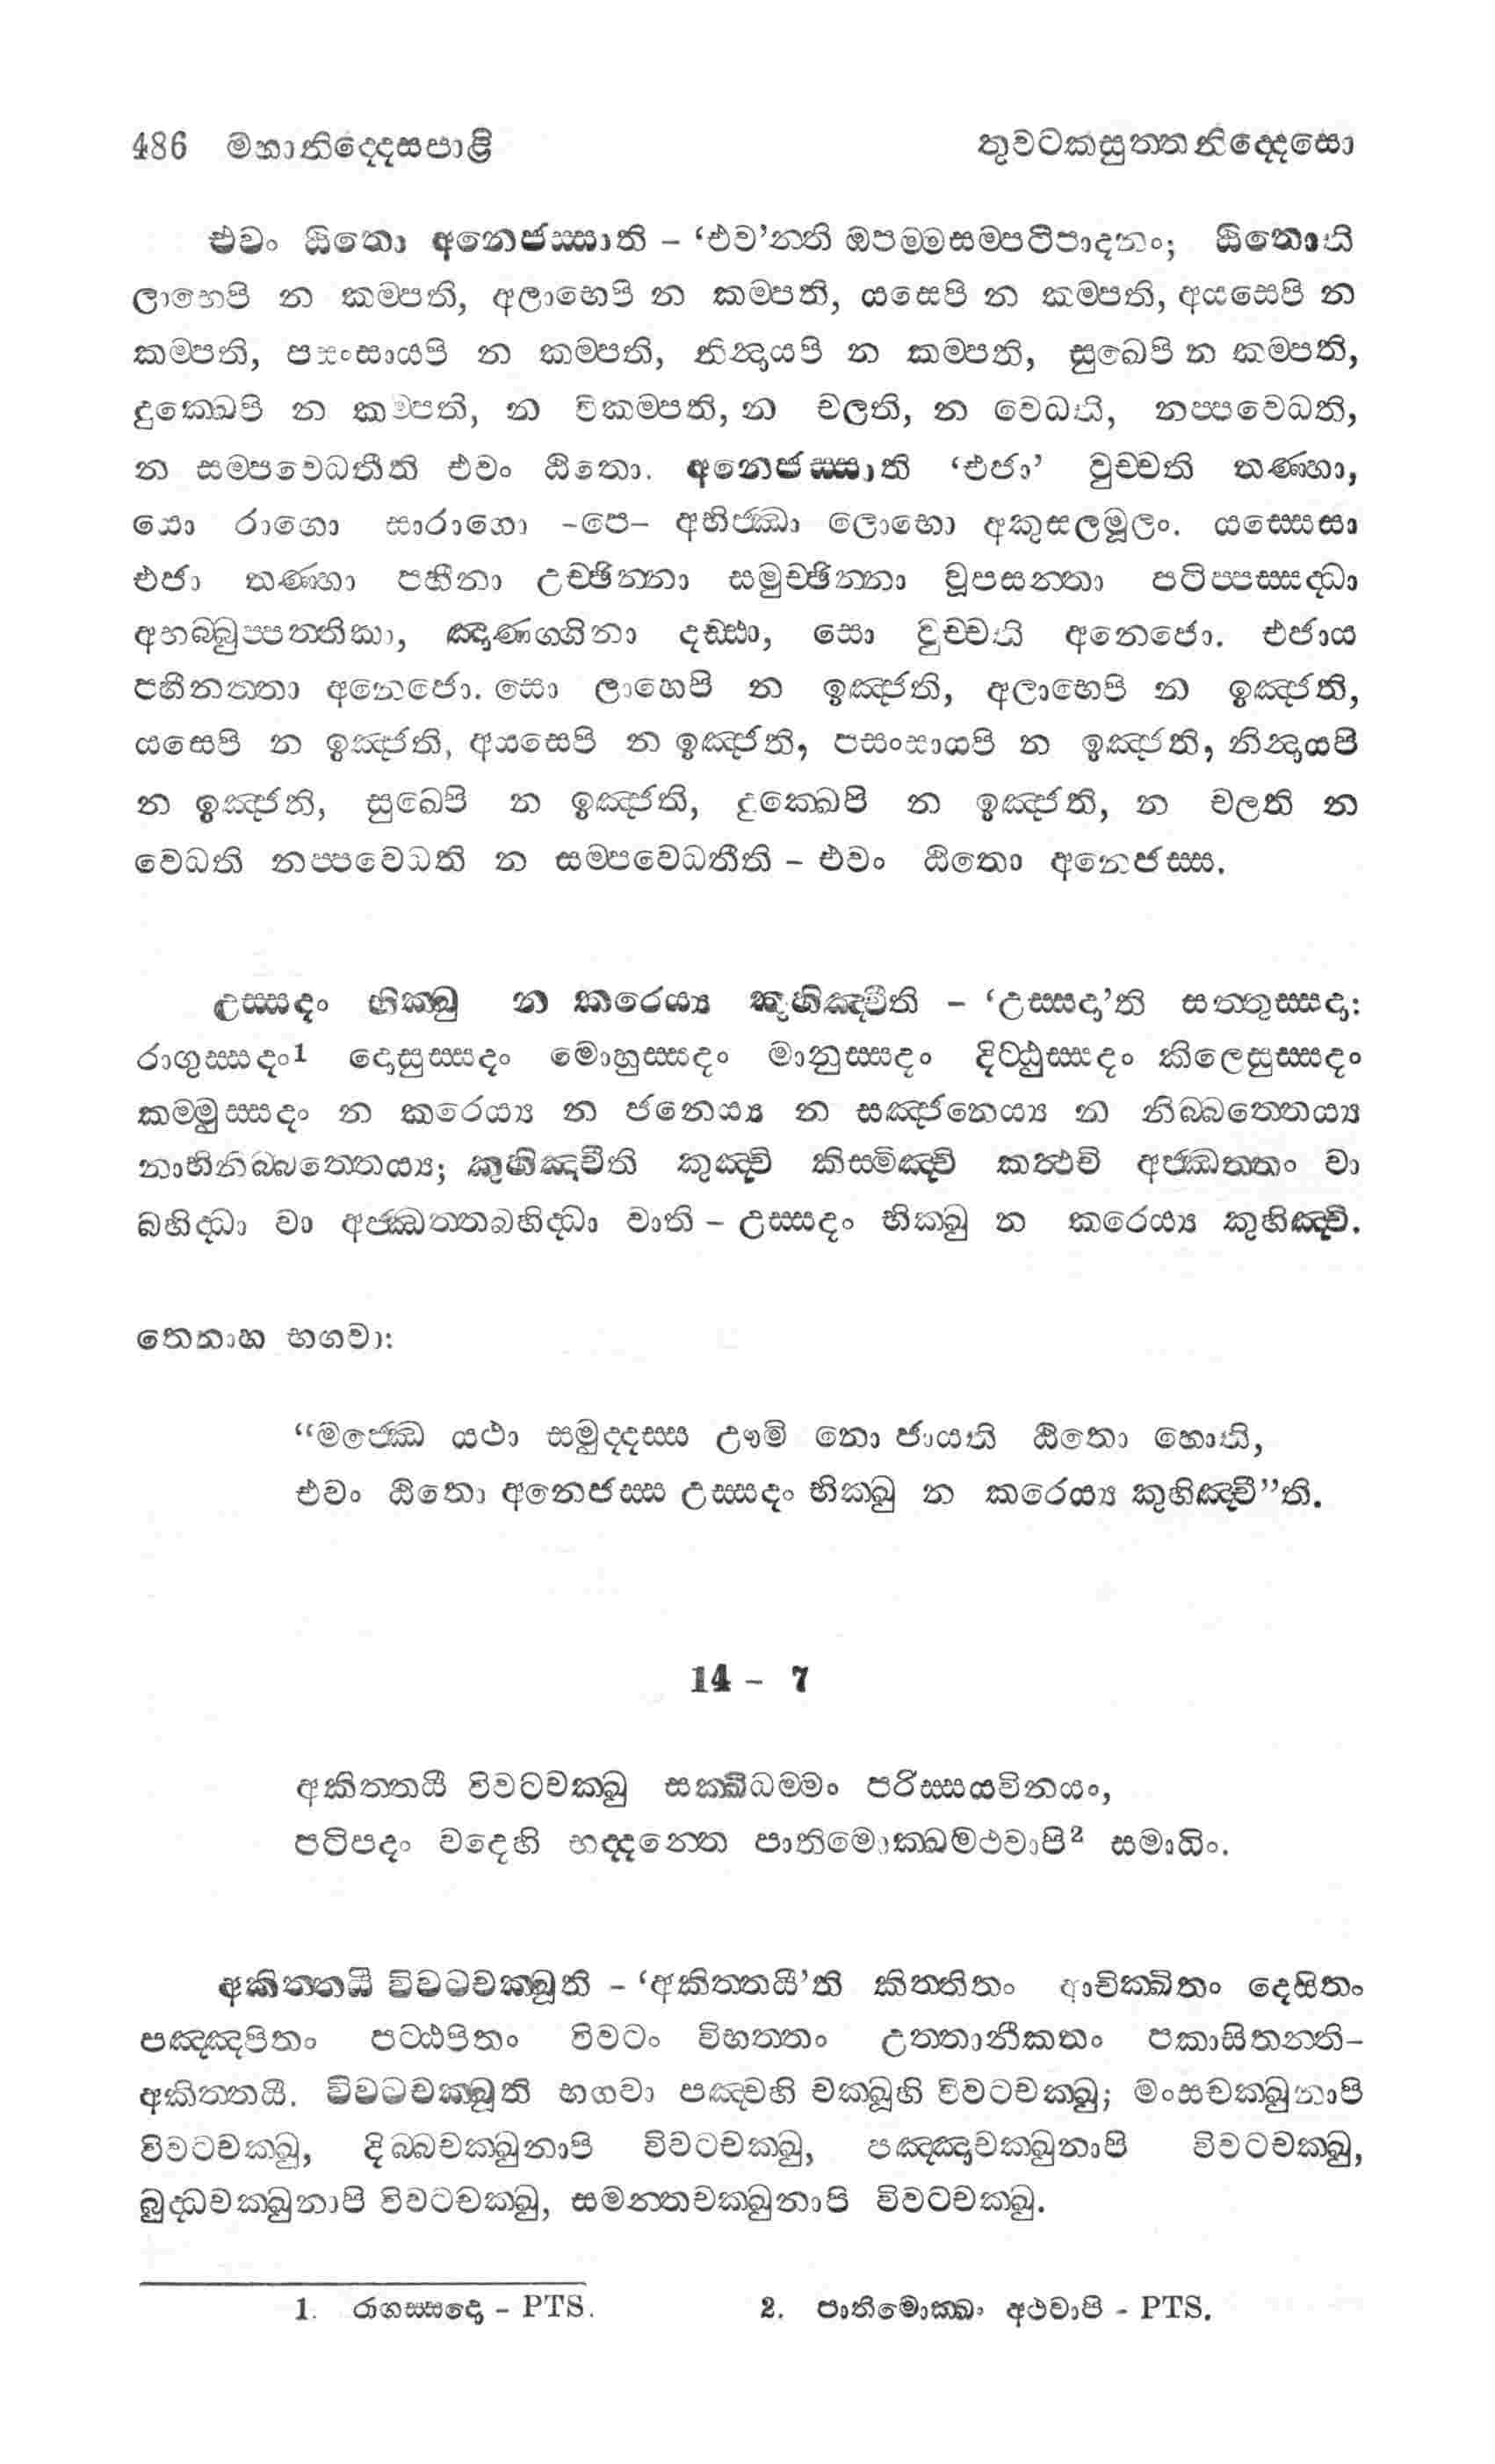 486 මහානිද්දෙසපාළි තුවටකසුත්තනිද්දෙසො
එවං ඨිතො අනෙජස්සාති – ‘එව’න්ති ඔපම්මසම්පටිපාදනං; ඨිතොති
ලාභෙපි න කම්පති, අලාභෙපි න කම්පති, යසෙපි න කම්පති, අයසෙපි න
කම්පති, පසංසායපි න කම්පති, නින්දායපි න කම්පති, සුඛෙපි න කම්පති,
දුක්ඛෙපි න කම්පති, න විකම්පති, න චලති, න වෙධති, නප්පවෙධති,
න සම්පවෙධතීති එවං ඨිතො. අනෙජස්සාති ‘එජා’ වුච්චති තණ්හා,
යො රාගො සාරාගො -පෙ- අභිජ්ඣා ලොභො අකුසලමූලං. යස්සෙසා
එජා තණ්හා පහීනා උච්ඡින්නා සමුච්ඡින්නා වූපසන්තා පටිප්පස්සද්ධා
අභබ්බුප්පත්තිකා, ඤාණග්ගිනා දඩ්ඪා, සො වුච්චති අනෙජො. එජාය
පහීනත්තා අනෙජො. සො ලාභෙපි න ඉඤ්ජති, අලාභෙපි න ඉඤ්ජති,
යසෙපි න ඉඤ්ජති, අයසෙපි න ඉඤ්ජති, පසංසායපි න ඉඤ්ජති, නින්දායපි
න ඉඤ්ජති, සුඛෙපි න ඉඤ්ජති, දුක්ඛෙපි න ඉඤ්ජති, න චලති න
වෙධති නප්පවෙධති න සම්පවෙධතීති – එවං ඨිතො අනෙජස්ස.
උස්සදං භික්ඛු න කරෙය්‍ය කුහිඤ්චීති – ‘උස්සදා’ති සත්තුස්සදා:
රාගුස්සදං¹ දොසුස්සදං මොහුස්සදං මානුස්සදං දිට්ඨුස්සදං කිලෙසුස්සදං
කම්මුස්සදං න කරෙය්‍ය න ජනෙය්‍ය න සඤ්ජනෙය්‍ය න නිබ්බත්තෙය්‍ය
නාභිනිබ්බත්තෙය්‍ය; කුහිඤ්චීති කුඤ්චි කිස්මිඤ්චි කත්ථචි අජ්ඣත්තං වා
බහිද්ධා වා අජ්ඣත්තබහිද්ධා වාති – උස්සදං භික්ඛු න කරෙය්‍ය කුහිඤ්චි.
තෙනාහ භගවා:
“මජ්ඣෙ යථා සමුද්දස්ස ඌමි නො ජායති ඨිතො හොති,
එවං ඨිතො අනෙජස්ස උස්සදං භික්ඛු න කරෙය්‍ය කුහිඤ්චී”ති.
14 – 7
අකිත්තයී විවටචක්ඛු සක්ඛිධම්මං පරිස්සයවිනයං,
පටිපදං වදෙහි භද්දන්තෙ පාතිමොක්ඛමථවාපි² සමාධිං.
අකිත්තයී විවටචක්ඛූති – ‘අකිත්තයී’ති කිත්තිතං ආචික්ඛිතං දෙසිතං
පඤ්ඤපිතං පට්ඨපිතං විවටං විභත්තං උත්තානීකතං පකාසිතන්ති–
අකිත්තයී. විවටචක්ඛූති භගවා පඤ්චහි චක්ඛූහි විවටචක්ඛු; මංසචක්ඛුනාපි
විවටචක්ඛු, දිබ්බචක්ඛුනාපි විවටචක්ඛු, පඤ්ඤාචක්ඛුනාපි විවටචක්ඛු,
බුද්ධචක්ඛුනාපි විවටචක්ඛු, සමන්තචක්ඛුනාපි විවටචක්ඛු.
1. රාගස්සදො – PTS. 2. පාතිමොක්ඛං අථවාපි - PTS.